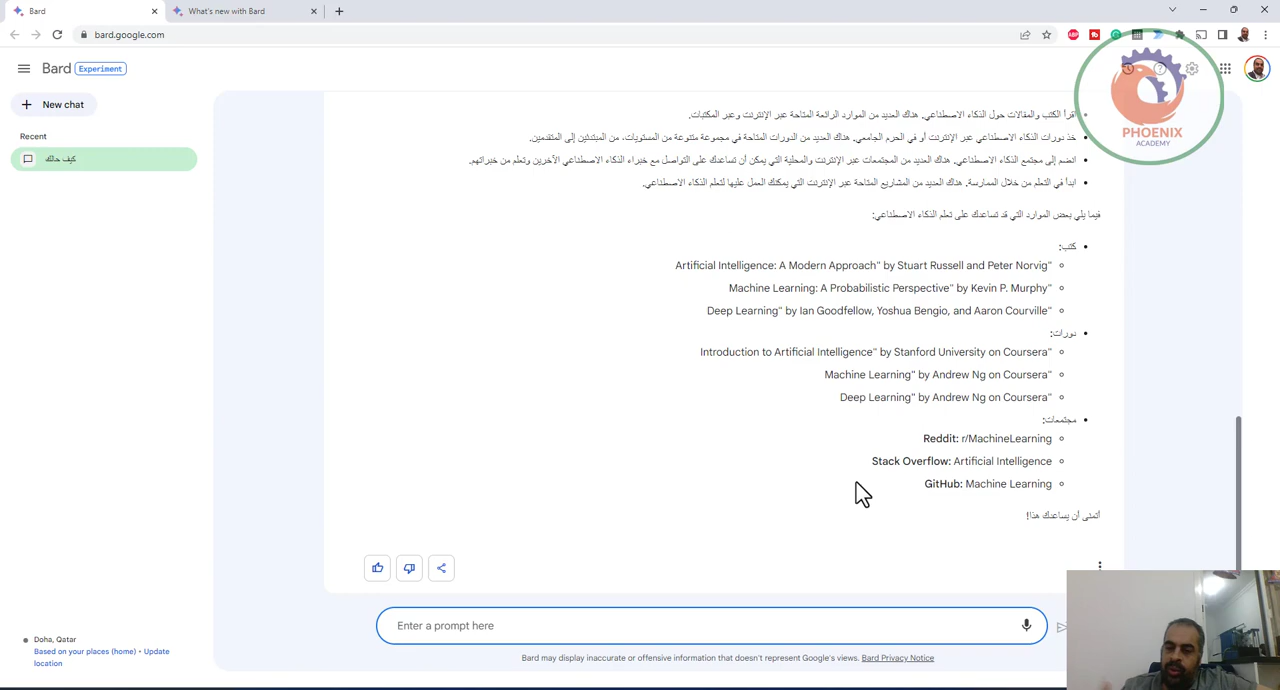 Bard
What's new with Bard
bard.google.com
Bard Experiment
New chat
Recent
كيف حالك
PHOENIX
ACADEMY
اقرأ الكتب والمقالات حول الذكاء الاصطناعي. هناك العديد من الموارد الرائعة المتاحة عبر الإنترنت وعبر المكتبات.
خذ دورات الذكاء الاصطناعي عبر الإنترنت أو في الحرم الجامعي. هناك العديد من الدورات المتاحة في مجموعة متنوعة من المستويات، من المبتدئين إلى المتقدمين.
انضم إلى مجتمع الذكاء الاصطناعي. هناك العديد من المجتمعات عبر الإنترنت والمحلية التي يمكن أن تساعدك على التواصل مع خبراء الذكاء الاصطناعي الآخرين وتعلم من خبراتهم.
ابدأ في التعلم من خلال الممارسة. هناك العديد من المشاريع المتاحة عبر الإنترنت التي يمكنك العمل عليها لتعلم الذكاء الاصطناعي.
فيما يلي بعض الموارد التي قد تساعدك على تعلم الذكاء الاصطناعي:
كتب:
Artificial Intelligence: A Modern Approach" by Stuart Russell and Peter Norvig"
Machine Learning: A Probabilistic Perspective" by Kevin P. Murphy"
Deep Learning" by Ian Goodfellow, Yoshua Bengio, and Aaron Courville"
دورات:
Introduction to Artificial Intelligence" by Stanford University on Coursera"
Machine Learning" by Andrew Ng on Coursera"
Deep Learning" by Andrew Ng on Coursera"
مجتمعات:
Reddit: r/MachineLearning
Stack Overflow: Artificial Intelligence
GitHub: Machine Learning
أتمنى أن يساعدك هذا!
Enter a prompt here
Doha, Qatar
Based on your places (home) • Update
location
Bard may display inaccurate or offensive information that doesn't represent Google's views. Bard Privacy Notice